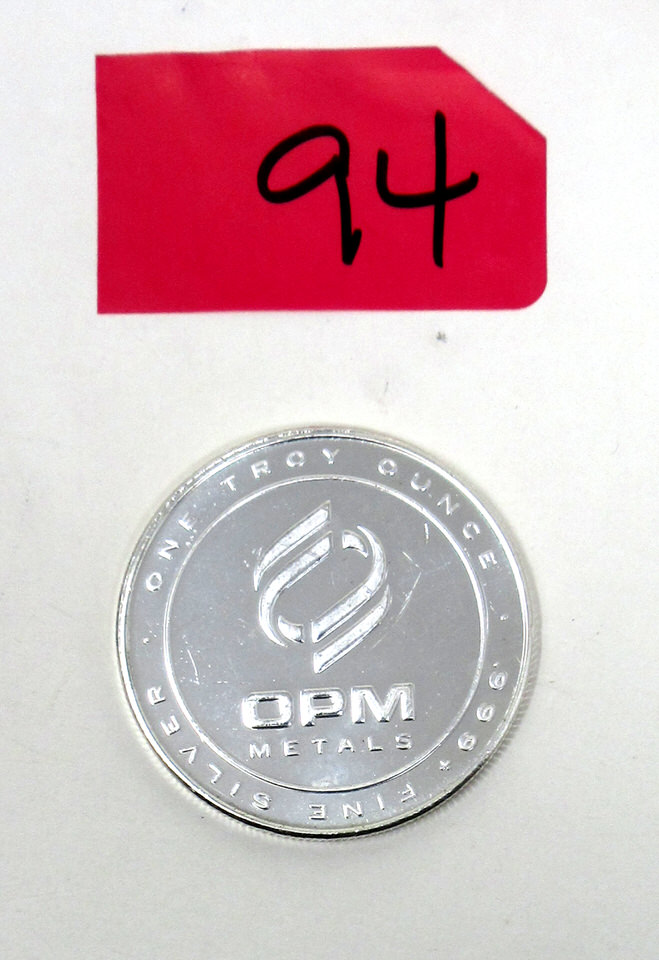 94
ONE TROY OUNCE
OPM
METALS
.999+ FINE SILVER